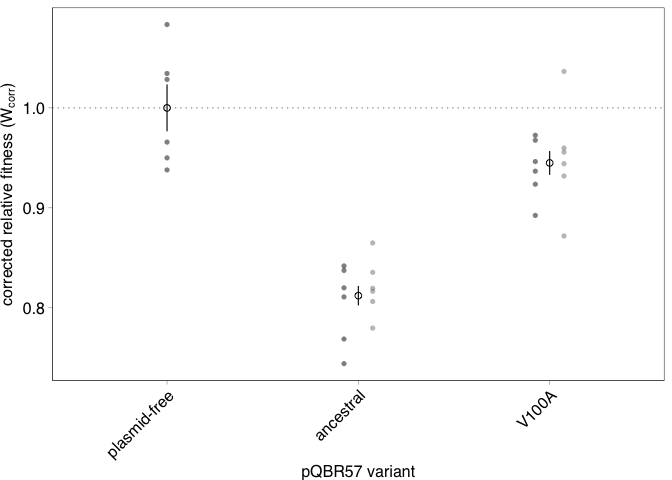 corrected relative fitness (Wcorr)
1.0
0.9
0.8
plasmid-free
ancestral
V100A
pQBR57 variant